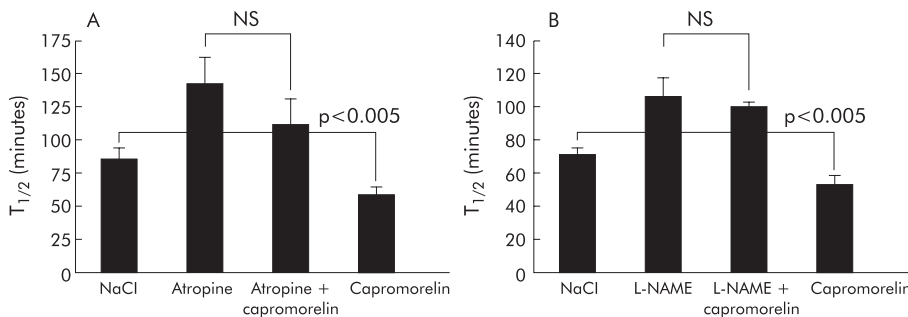 A
NS
175
150
125
100
75
50
25
0
T1/2 (minutes)
p<0.005
NaCl
Atropine
Atropine +
capromorelin
Capromorelin
B
NS
140
120
100
80
60
40
20
0
T1/2 (minutes)
p<0.005
NaCl
L-NAME
L-NAME +
capromorelin
Capromorelin